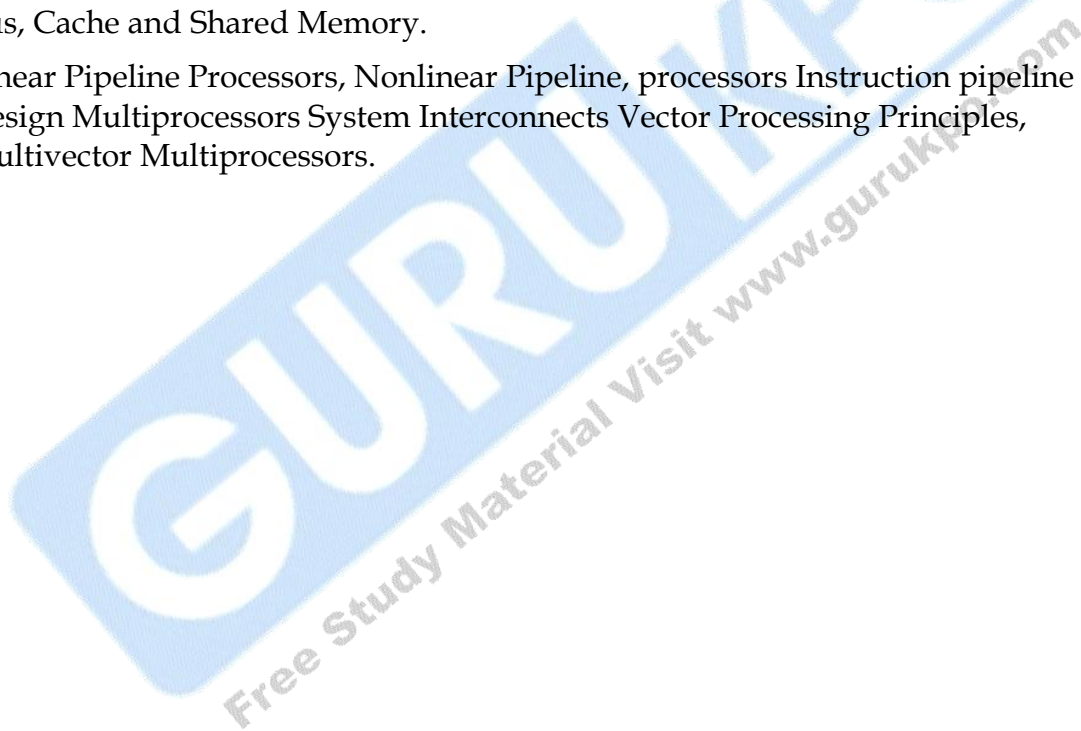 us, Cache and Shared Memory.
near Pipeline Processors, Nonlinear Pipeline, processors Instruction pipeline
esign Multiprocessors System Interconnects Vector Processing Principles,
ultivector Multiprocessors.
GURUKP
Free Study Material Visit www.gurukpo.com